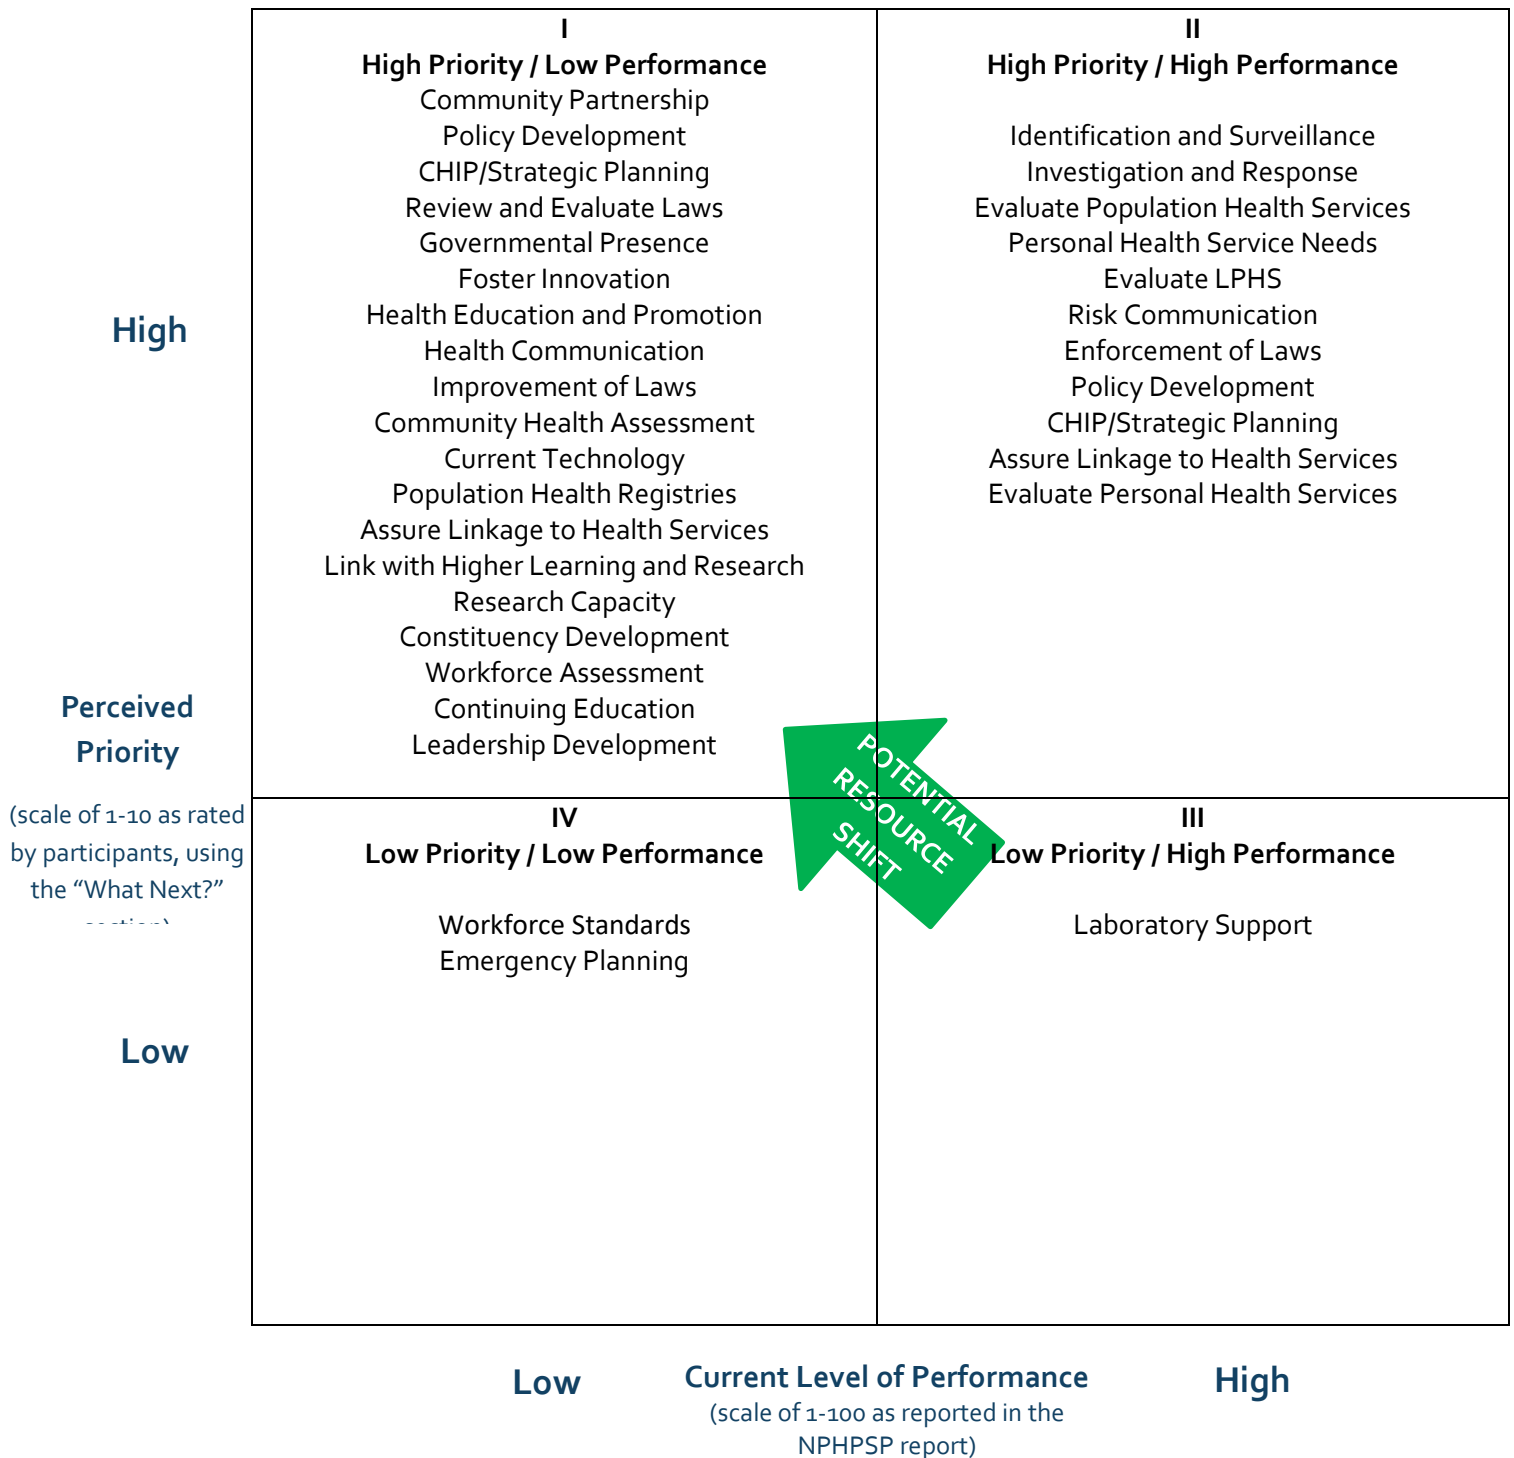 I
High Priority / Low Performance
Community Partnership
Policy Development
CHIP/Strategic Planning
Review and Evaluate Laws
Governmental Presence
Foster Innovation
Health Education and Promotion
Health Communication
Improvement of Laws
Community Health Assessment
Current Technology
Population Health Registries
Assure Linkage to Health Services
Link with Higher Learning and Research
Research Capacity
Constituency Development
Workforce Assessment
Continuing Education
Leadership Development
II
High Priority / High Performance
Identification and Surveillance
Investigation and Response
Evaluate Population Health Services
Personal Health Service Needs
Evaluate LPHS
Risk Communication
Enforcement of Laws
Policy Development
CHIP/Strategic Planning
Assure Linkage to Health Services
Evaluate Personal Health Services
High
Perceived
Priority
(scale of 1-10 as rated
by participants, using
the “What Next?”
POTENTIAL
RESOURCE
SHIFT
IV
Low Priority / Low Performance
Workforce Standards
Emergency Planning
III
Low Priority / High Performance
Laboratory Support
Low
Low
Current Level of Performance
(scale of 1-100 as reported in the
NPHPSP report)
High